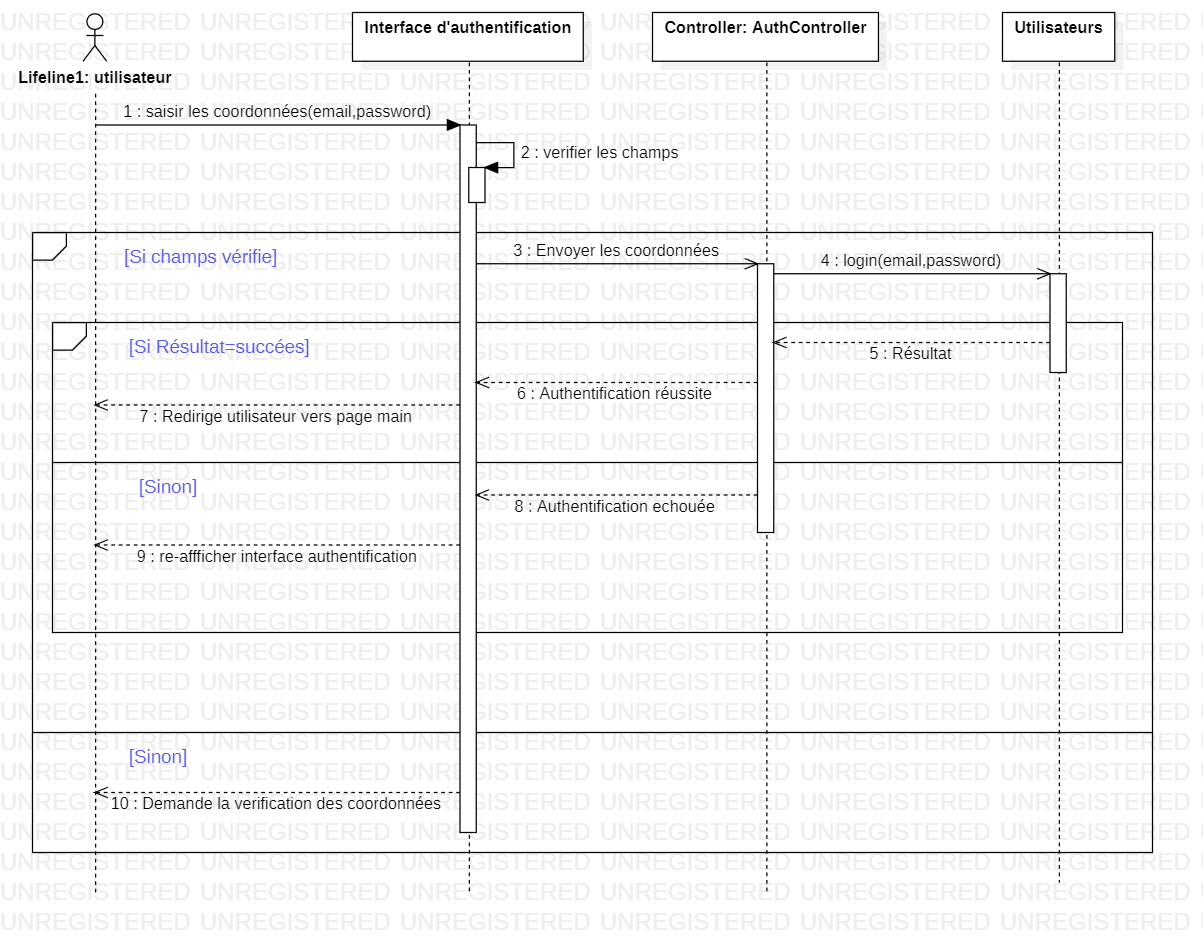 Interface d'authentification
Controller: AuthController
Utilisateurs
Lifeline1: utilisateur
1 : saisir les coordonnées(email,password)
2 : verifier les champs
[Si champs vérifie]
3 : Envoyer les coordonnées
4 : login(email,password)
[Si Résultat=succées]
5 : Résultat
6 : Authentification réussite
7 : Redirige utilisateur vers page main
[Sinon]
8 : Authentification echouée
9 : re-affficher interface authentification
[Sinon]
10 : Demande la verification des coordonnées
UNREGISTERED